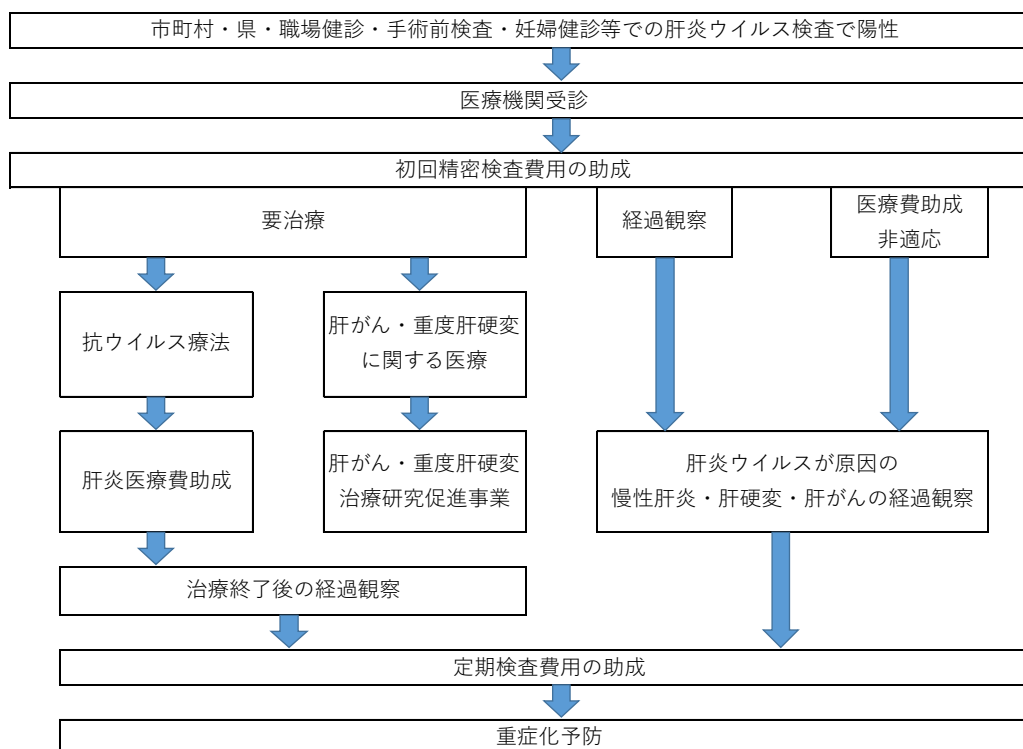 市町村・県・職場健診・手術前検査・妊婦健診等での肝炎ウイルス検査で陽性
医療機関受診
初回精密検査費用の助成
要治療
経過観察
医療費助成
非適応
抗ウイルス療法
肝がん・重度肝硬変
に関する医療
肝炎医療費助成
肝がん・重度肝硬変
治療研究促進事業
肝炎ウイルスが原因の
慢性肝炎・肝硬変・肝がんの経過観察
治療終了後の経過観察
定期検査費用の助成
重症化予防